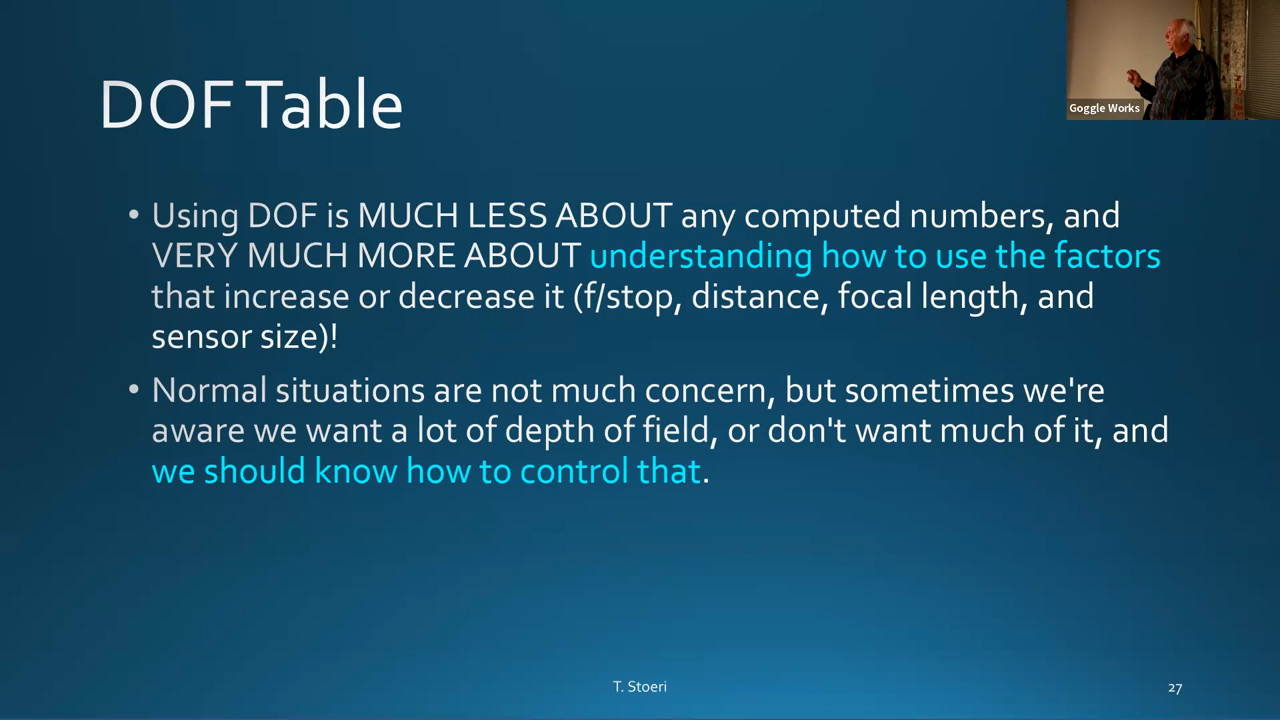 DOF Table
Goggle Works
• Using DOF is MUCH LESS ABOUT any computed numbers, and
VERY MUCH MORE ABOUT understanding how to use the factors
that increase or decrease it (f/stop, distance, focal length, and
sensor size)!
• Normal situations are not much concern, but sometimes we're
aware we want a lot of depth of field, or don't want much of it, and
we should know how to control that.
T. Stoeri
27